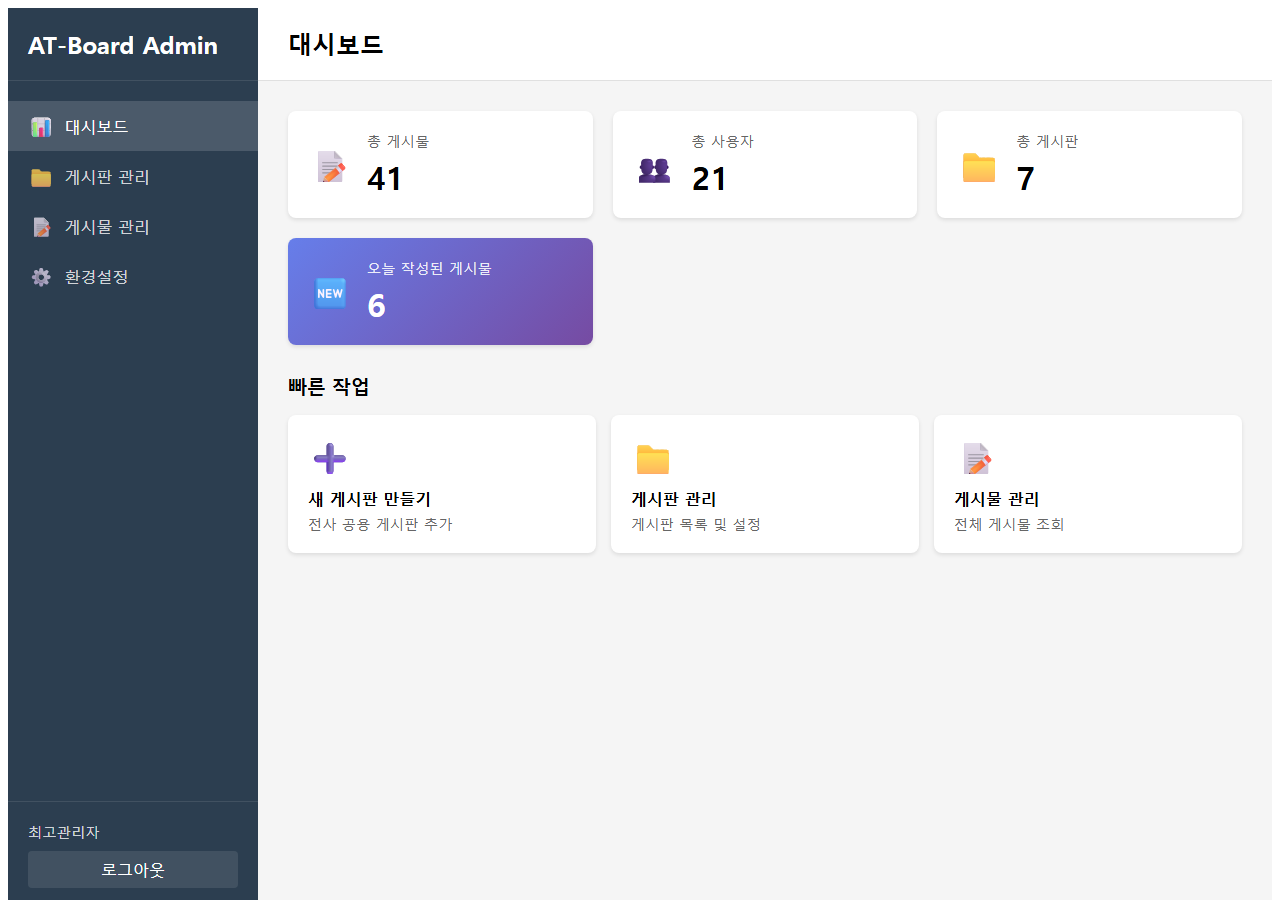 AT-Board Admin
대시보드
게시판 관리
게시물 관리
환경설정
최고관리자
로그아웃
대시보드
총 게시물
41
총 사용자
21
총 게시판
7
NEW
오늘 작성된 게시물
6
빠른 작업
새 게시판 만들기
전사 공용 게시판 추가
게시판 관리
게시판 목록 및 설정
게시물 관리
전체 게시물 조회